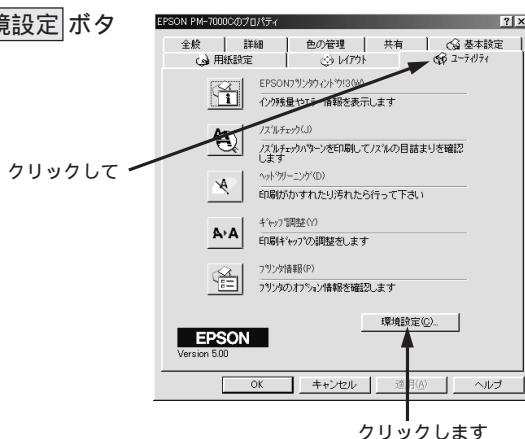 境設定 ボタ
EPSON PM-7000Cのプロパティ
全般 詳細 色の管理 共有 基本設定
用紙設定 レイアウト ユーティリティ
EPSONプリンタウィンドウ!3(W)
インク残量やエラー情報を表示します
ノズルチェック(J)
ノズルチェックパターンを印刷してノズルの目詰まりを確認
します
クリックして
ヘッドクリーニング(D)
印刷がかすれたり汚れたら行って下さい
ギャップ調整(Y)
印刷ギャップの調整をします
プリンタ情報(P)
プリンタのオプション情報を確認します
環境設定(C)...
EPSON
Version 5.00
OK キャンセル 適用(A) ヘルプ
クリックします